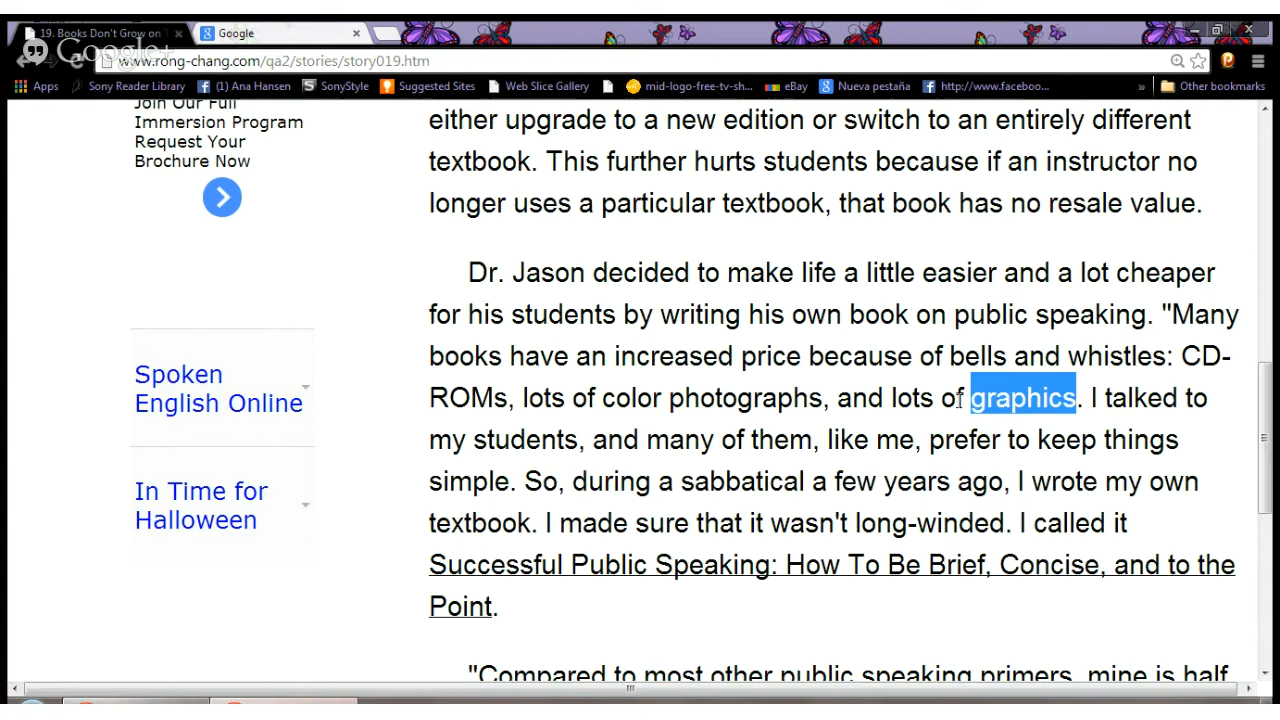 19. Books Don't Grow on T
Google
Google+
www.rong-chang.com/qa2/stories/story019.htm
Apps
Sony Reader Library
(1) Ana Hansen
SonyStyle
Suggested Sites
Web Slice Gallery
mid-logo-free-tv-sh...
eBay
Nueva pestaña
http://www.faceboo...
»
Other bookmarks
Join Our Full
Immersion Program
Request Your
Brochure Now
Spoken
English Online
In Time for
Halloween
either upgrade to a new edition or switch to an entirely different
textbook. This further hurts students because if an instructor no
longer uses a particular textbook, that book has no resale value.
Dr. Jason decided to make life a little easier and a lot cheaper
for his students by writing his own book on public speaking. "Many
books have an increased price because of bells and whistles: CD-
ROMs, lots of color photographs, and lots of graphics. I talked to
my students, and many of them, like me, prefer to keep things
simple. So, during a sabbatical a few years ago, I wrote my own
textbook. I made sure that it wasn't long-winded. I called it
Successful Public Speaking: How To Be Brief, Concise, and to the
Point.
"Compared to most other public speaking primers, mine is half